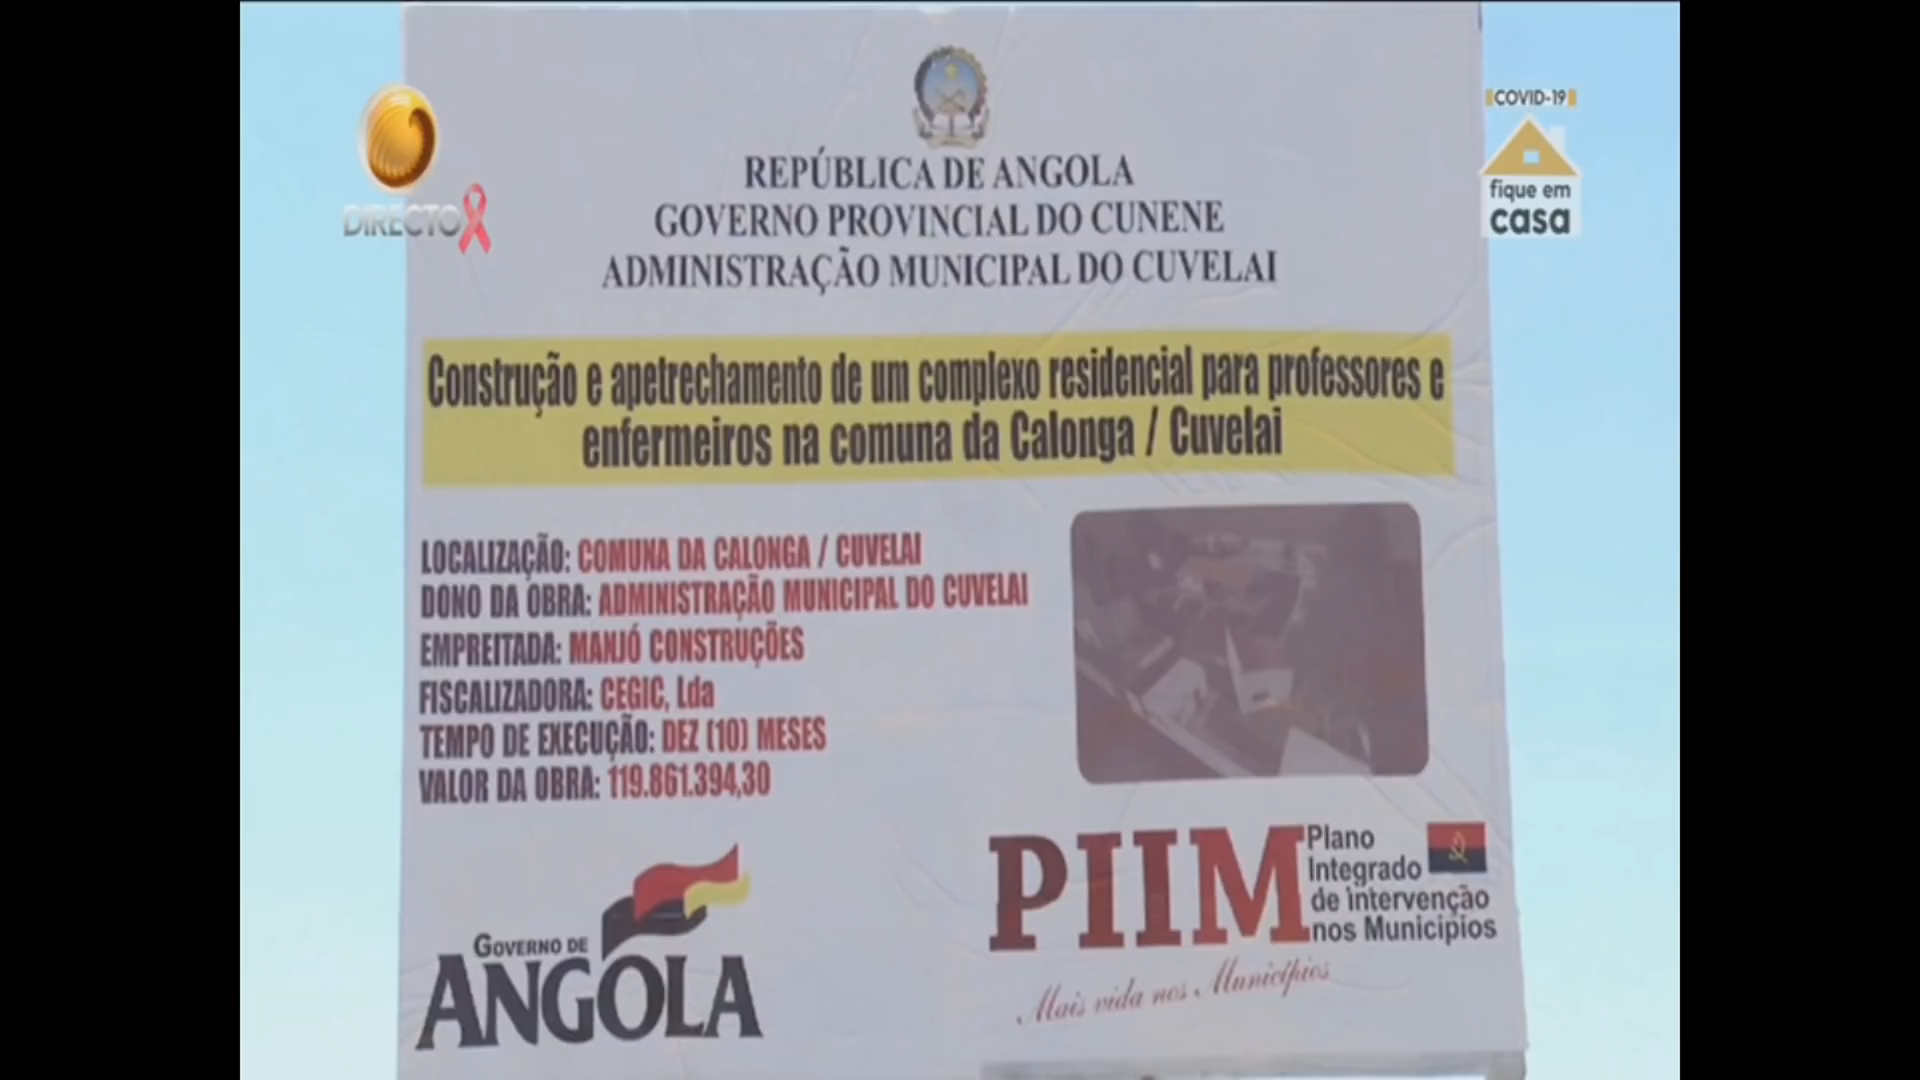 DIRECTO
COVID-19
fique em
casa
REPÚBLICA DE ANGOLA
GOVERNO PROVINCIAL DO CUNENE
ADMINISTRAÇÃO MUNICIPAL DO CUVELAI
Construção e apetrechamento de um complexo residencial para professores e
enfermeiros na comuna da Calonga / Cuvelai
LOCALIZAÇÃO: COMUNA DA CALONGA / CUVELAI
DONO DA OBRA: ADMINISTRAÇÃO MUNICIPAL DO CUVELAI
EMPREITADA: MANJÓ CONSTRUÇÕES
FISCALIZADORA: CEGIC, Lda
TEMPO DE EXECUÇÃO: DEZ (10) MESES
VALOR DA OBRA: 119.861.394,30
GOVERNO DE
ANGOLA
PIIM
Plano
Integrado
de intervenção
nos Municípios
Mais vida nos Municípios